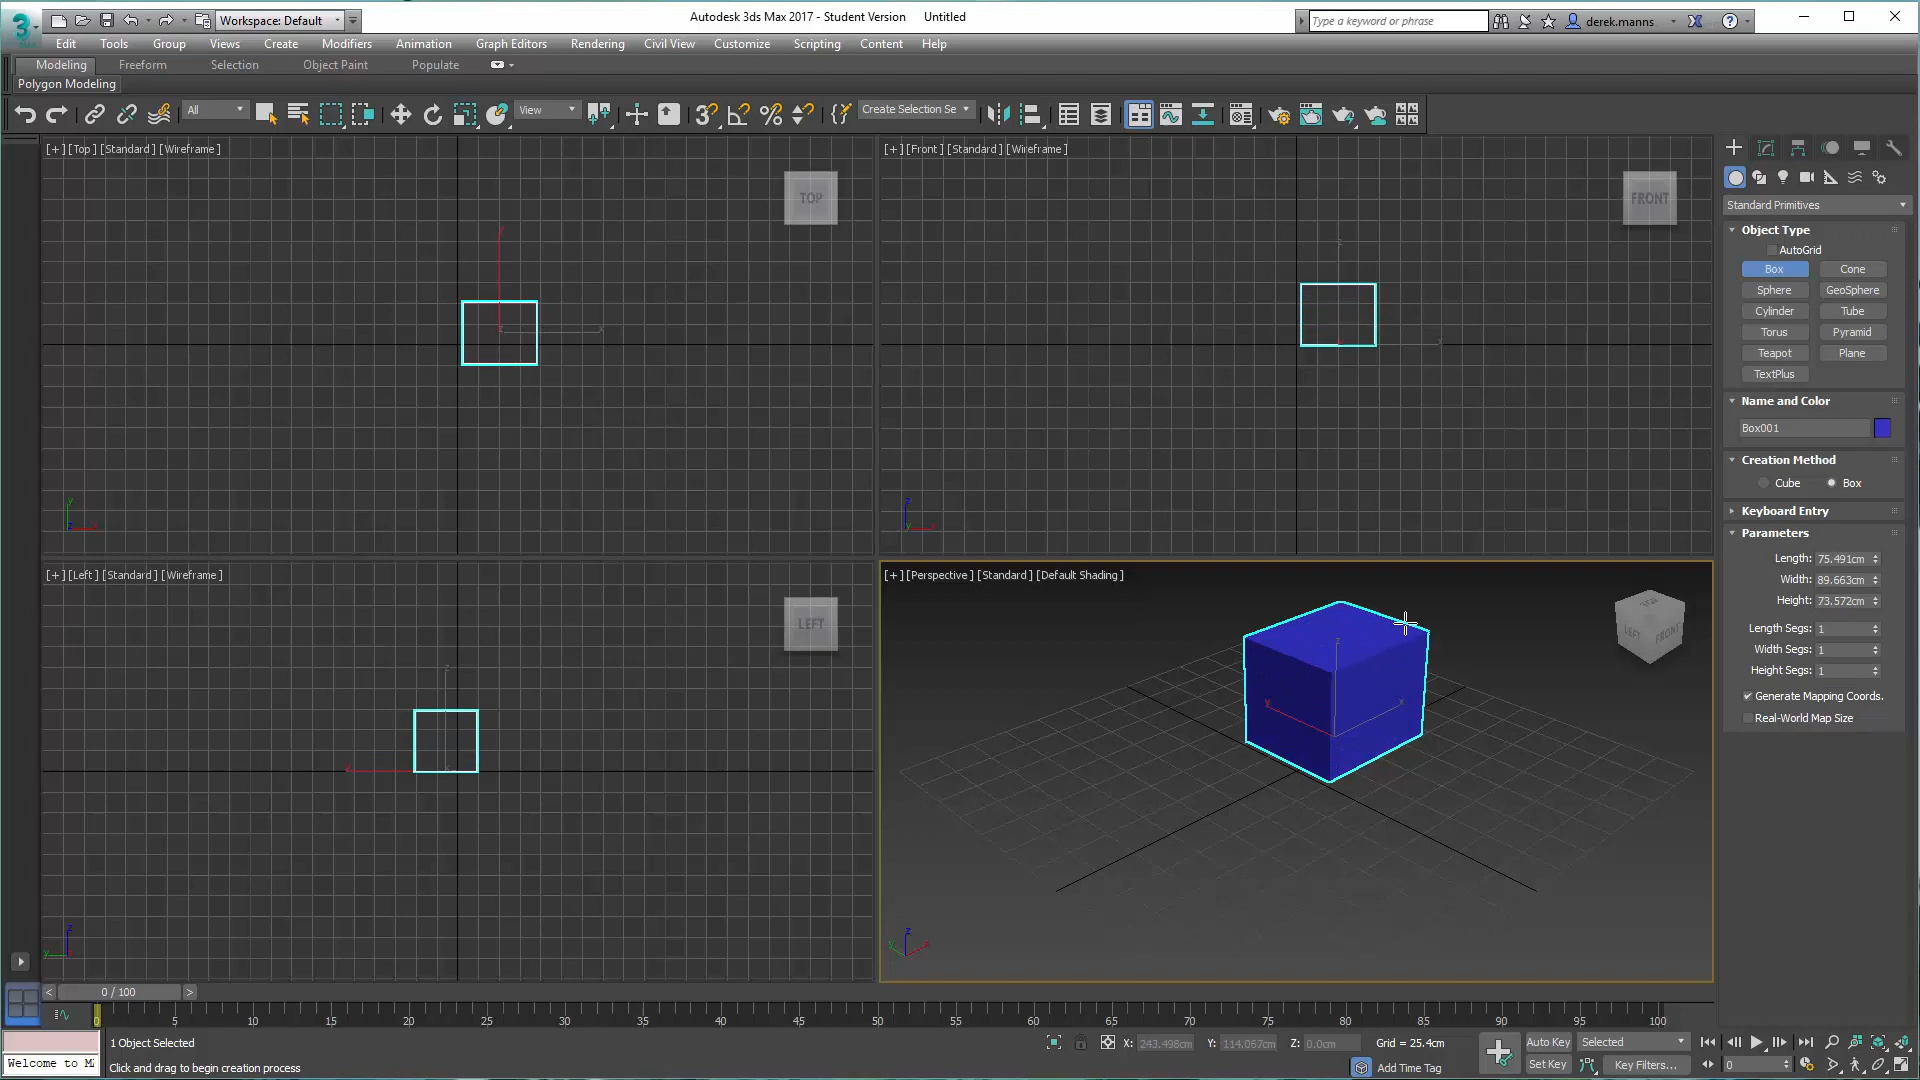 Workspace: Default
Autodesk 3ds Max 2017 - Student Version Untitled
Type a keyword or phrase
derek.manns
Edit Tools Group Views Create Modifiers Animation Graph Editors Rendering Civil View Customize Scripting Content Help
Modeling Freeform Selection Object Paint Populate
Polygon Modeling
All
View
Create Selection Se
[+] [Top] [Standard] [Wireframe]
TOP
[+] [Front] [Standard] [Wireframe]
FRONT
[+] [Left] [Standard] [Wireframe]
LEFT
[+] [Perspective] [Standard] [Default Shading]
TOP
LEFT
FRONT
Standard Primitives
Object Type
AutoGrid
Box Cone
Sphere GeoSphere
Cylinder Tube
Torus Pyramid
Teapot Plane
TextPlus
Name and Color
Box001
Creation Method
Cube Box
Keyboard Entry
Parameters
Length: 75.491cm
Width: 89.663cm
Height: 73.572cm
Length Segs: 1
Width Segs: 1
Height Segs: 1
Generate Mapping Coords.
Real-World Map Size
< 0 / 100 >
0 5 10 15 20 25 30 35 40 45 50 55 60 65 70 75 80 85 90 95 100
1 Object Selected
X: 243.498cm Y: 114.067cm Z: 0.0cm Grid = 25.4cm
Auto Key Selected
Welcome to M
Click and drag to begin creation process
Add Time Tag
Set Key Key Filters...
0